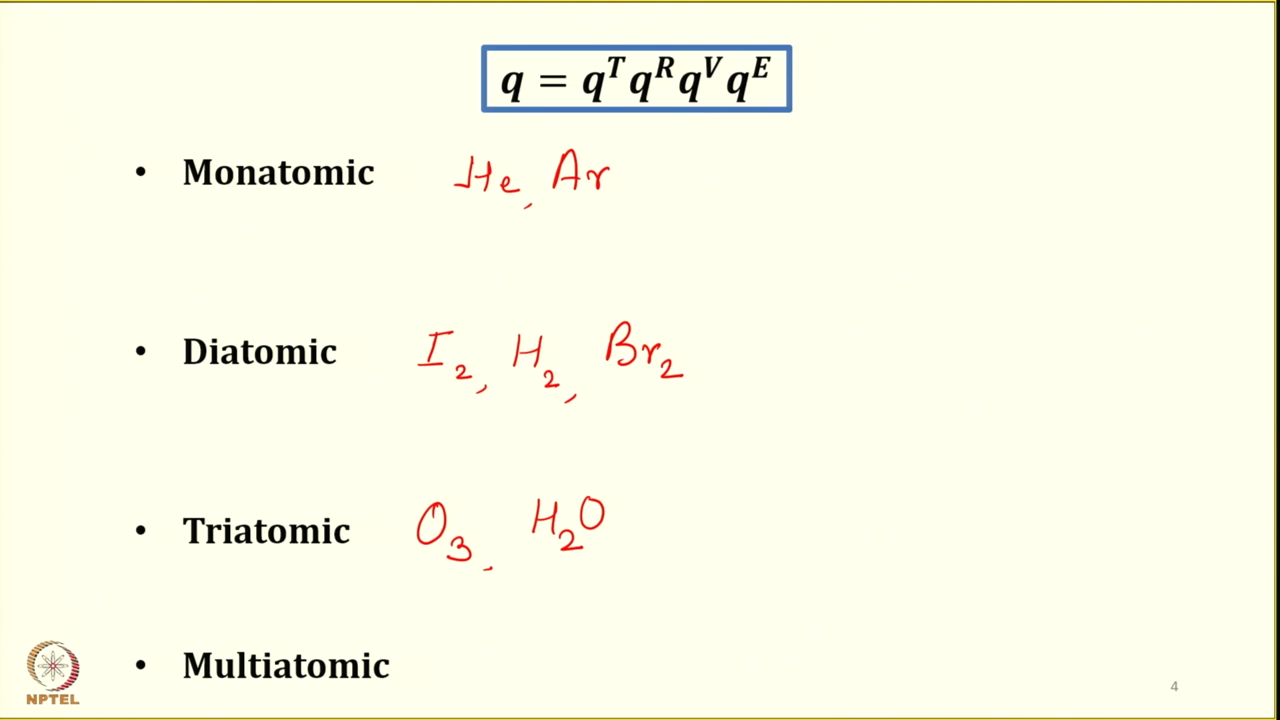 q = q^T q^R q^V q^E
• Monatomic He, Ar
• Diatomic I₂, H₂, Br₂
• Triatomic O₃, H₂O
• Multiatomic
NPTEL
4